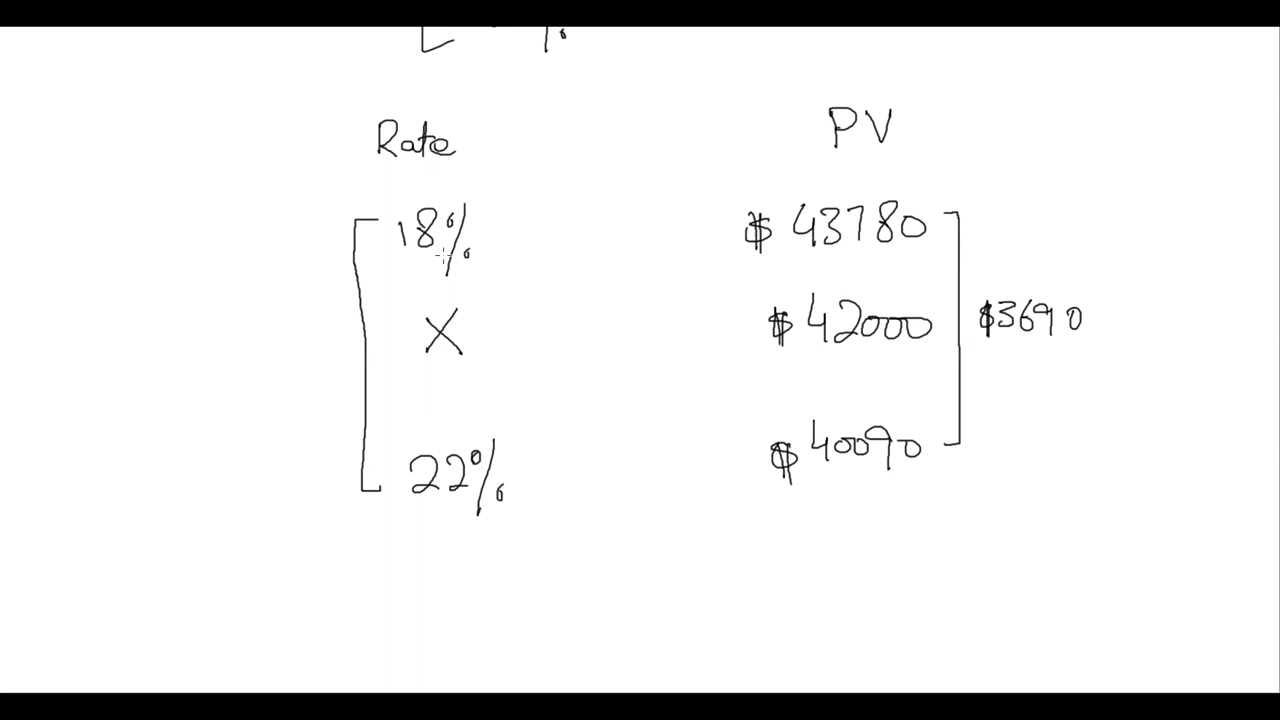 Rate PV
18% $ 43780
X $ 42000 $3690
22% $ 40090